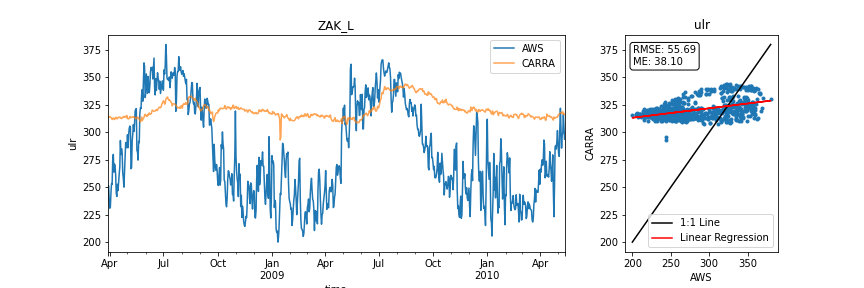 ZAK_L
375
350
325
300
275
250
225
200
ulr
AWS
CARRA
Apr
Jul
Oct
Jan
2009
Apr
Jul
Oct
Jan
2010
Apr
time
ulr
375
350
325
300
275
250
225
200
CARRA
RMSE: 55.69
ME: 38.10
1:1 Line
Linear Regression
200
250
300
350
AWS